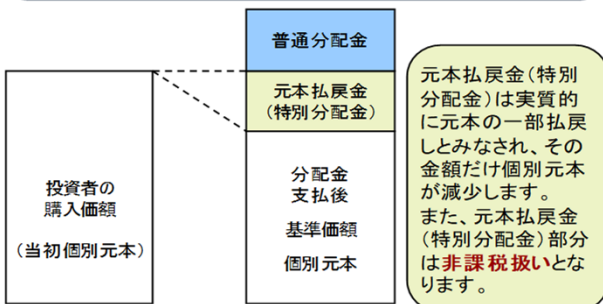 普通分配金
元本払戻金
（特別分配金）
投資者の
購入価額
（当初個別元本）
分配金
支払後
基準価額
個別元本
元本払戻金（特別
分配金）は実質的
に元本の一部払戻
しとみなされ、その
金額だけ個別元本
が減少します。
また、元本払戻金
（特別分配金）部分
は非課税扱いとな
ります。